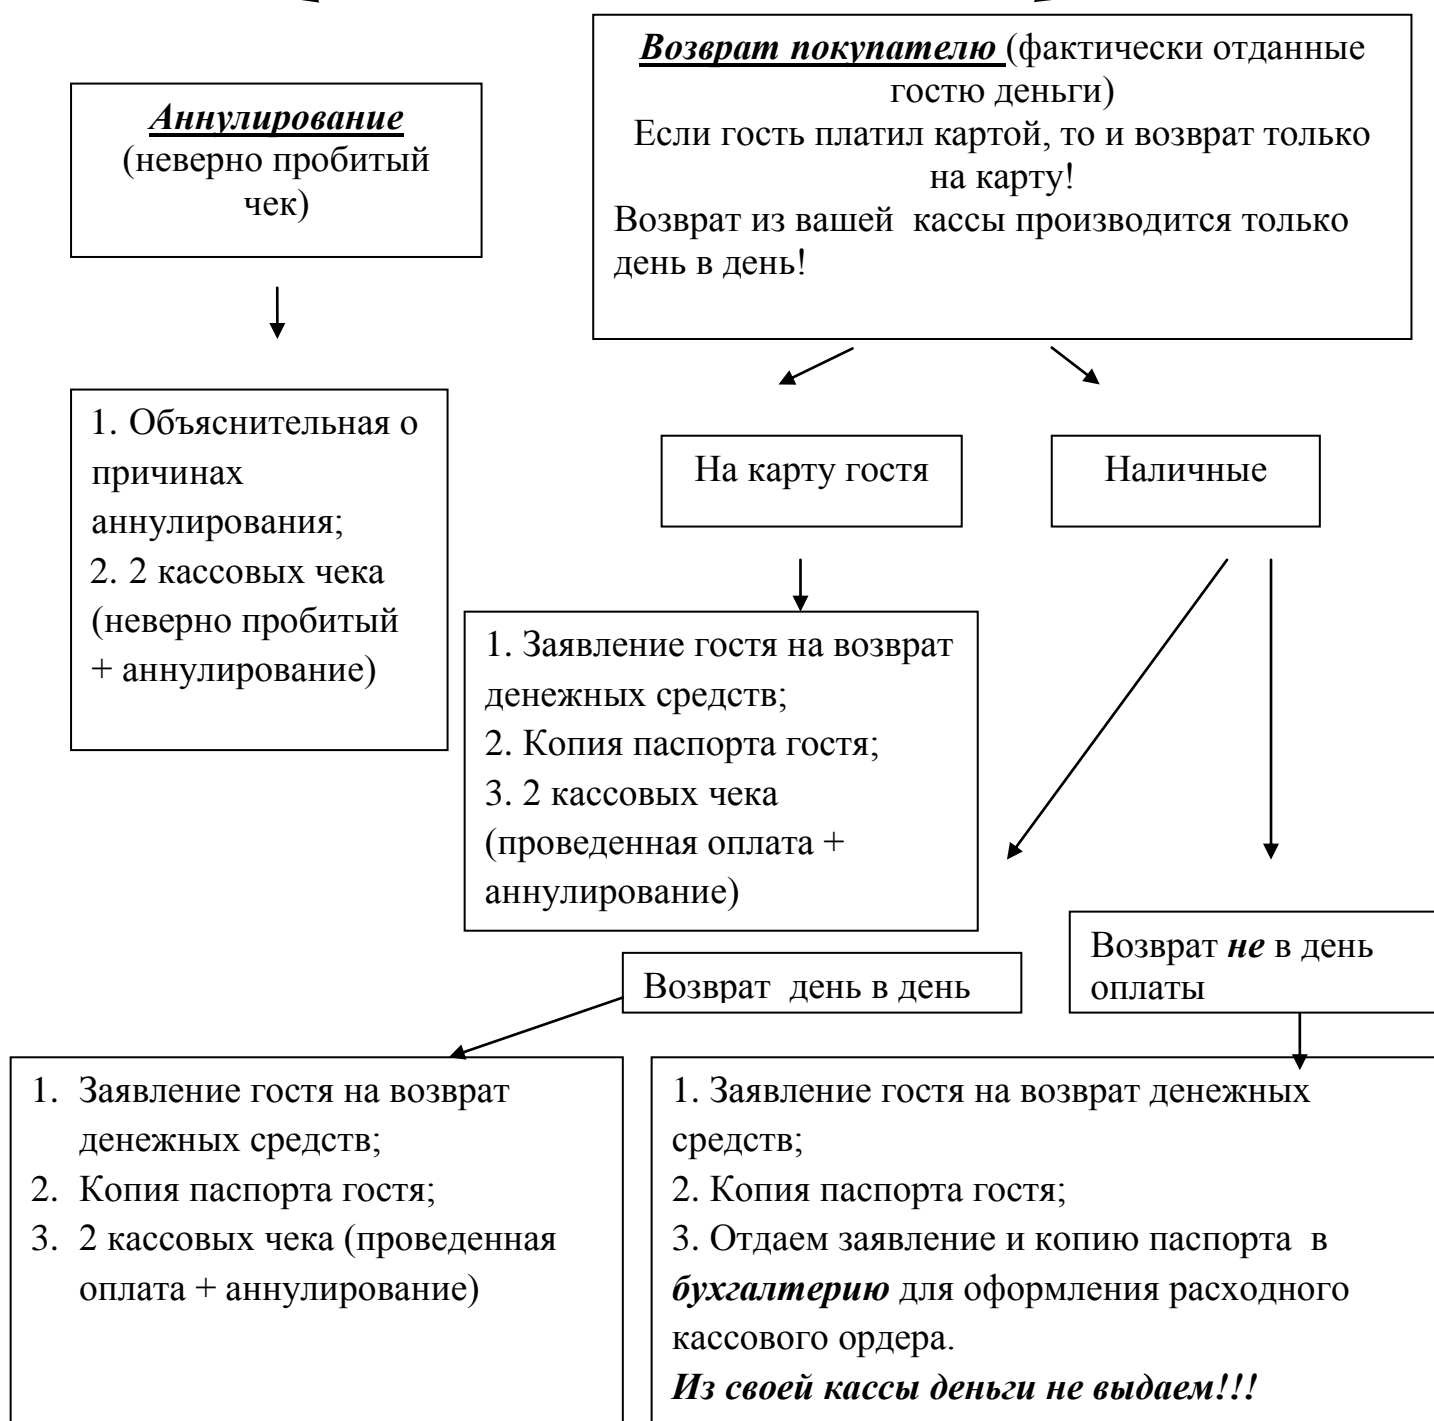 Аннулирование
(неверно пробитый
чек)
Возврат покупателю (фактически отданные
гостю деньги)
Если гость платил картой, то и возврат только
на карту!
Возврат из вашей  кассы производится только
день в день!
1. Объяснительная о
причинах
аннулирования;
2. 2 кассовых чека
(неверно пробитый
+ аннулирование)
На карту гостя
Наличные
1. Заявление гостя на возврат
денежных средств;
2. Копия паспорта гостя;
3. 2 кассовых чека
(проведенная оплата +
аннулирование)
Возврат  день в день
Возврат не в день
оплаты
1. Заявление гостя на возврат
денежных средств;
2. Копия паспорта гостя;
3. 2 кассовых чека (проведенная
оплата + аннулирование)
1. Заявление гостя на возврат денежных
средств;
2. Копия паспорта гостя;
3. Отдаем заявление и копию паспорта  в
бухгалтерию для оформления расходного
кассового ордера.
Из своей кассы деньги не выдаем!!!